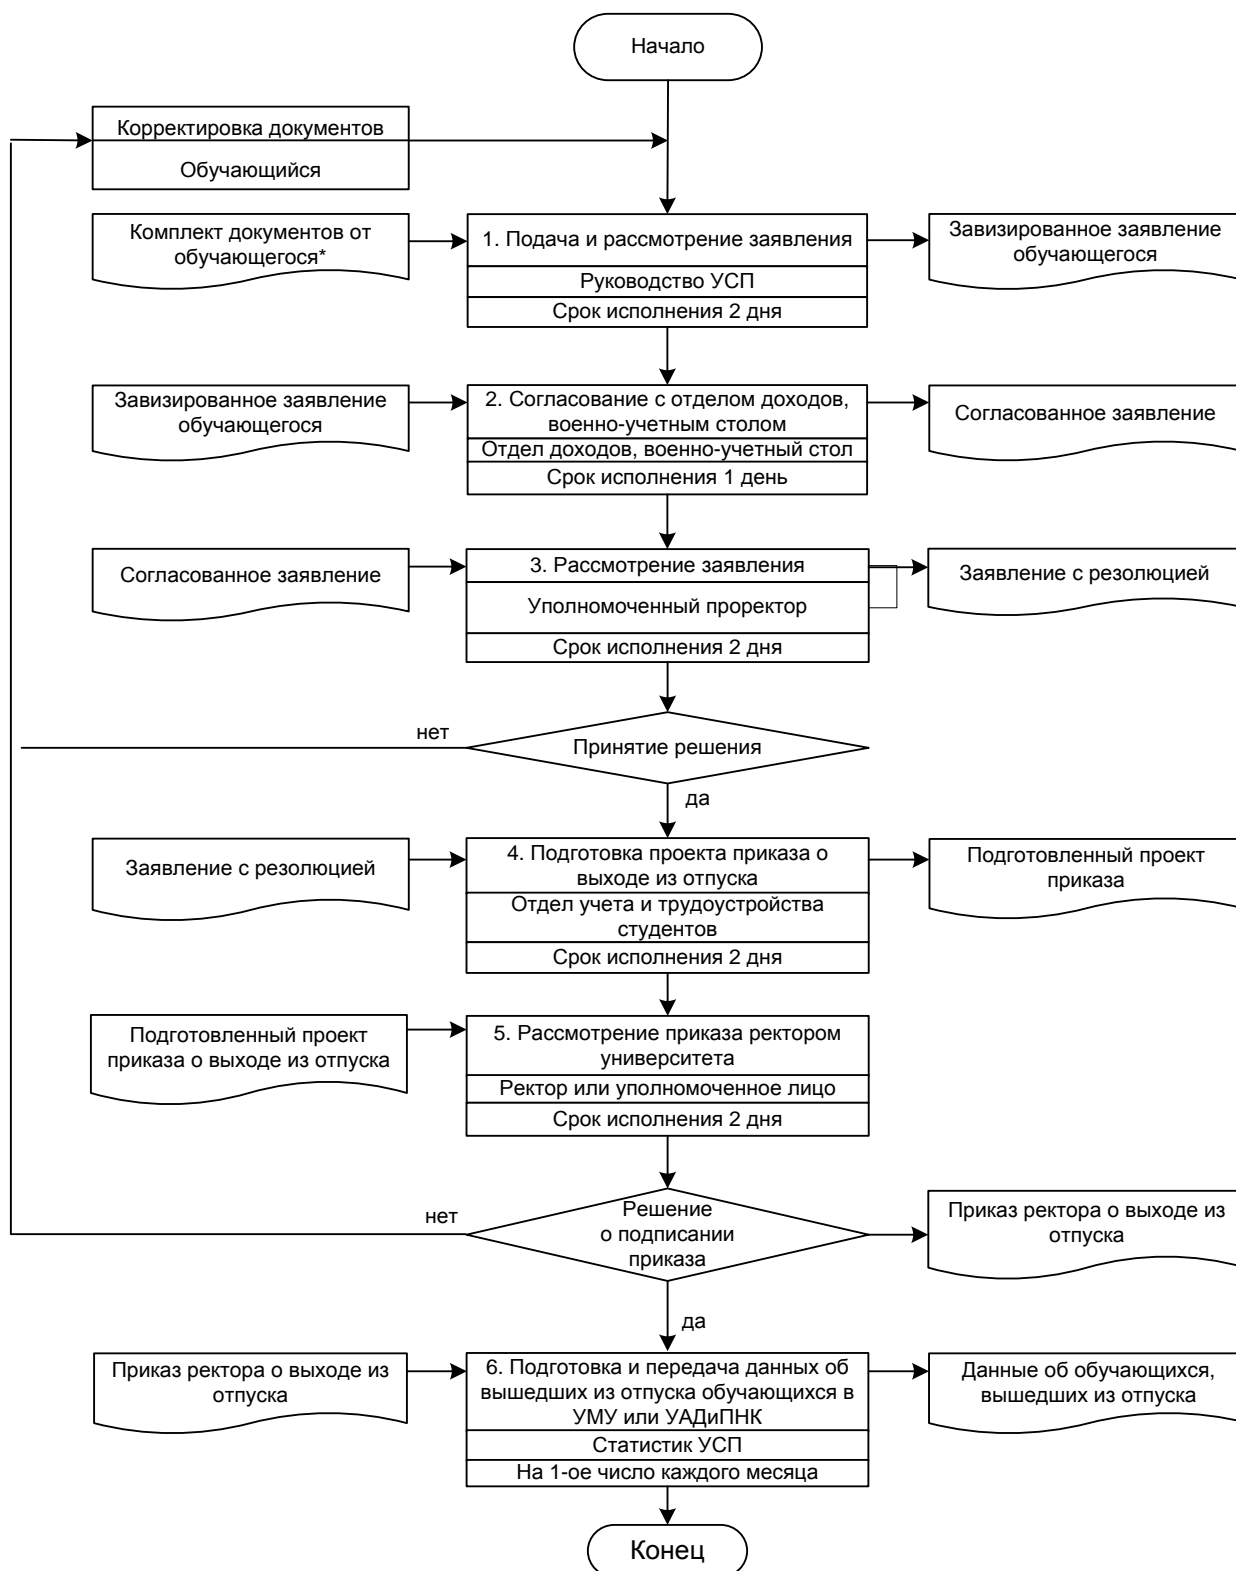 Начало
Корректировка документов
Обучающийся
Комплект документов от
обучающегося*
1. Подача и рассмотрение заявления
Руководство УСП
Срок исполнения 2 дня
Завизированное заявление
обучающегося
Завизированное заявление
обучающегося
2. Согласование с отделом доходов,
военно-учетным столом
Отдел доходов, военно-учетный стол
Срок исполнения 1 день
Согласованное заявление
Согласованное заявление
3. Рассмотрение заявления
Уполномоченный проректор
Срок исполнения 2 дня
Заявление с резолюцией
нет
Принятие решения
да
Заявление с резолюцией
4. Подготовка проекта приказа о
выходе из отпуска
Отдел учета и трудоустройства
студентов
Срок исполнения 2 дня
Подготовленный проект
приказа
Подготовленный проект
приказа о выходе из отпуска
5. Рассмотрение приказа ректором
университета
Ректор или уполномоченное лицо
Срок исполнения 2 дня
нет
Решение
о подписании
приказа
Приказ ректора о выходе из
отпуска
да
Приказ ректора о выходе из
отпуска
6. Подготовка и передача данных об
вышедших из отпуска обучающихся в
УМУ или УАДиПНК
Статистик УСП
На 1-ое число каждого месяца
Данные об обучающихся,
вышедших из отпуска
Конец